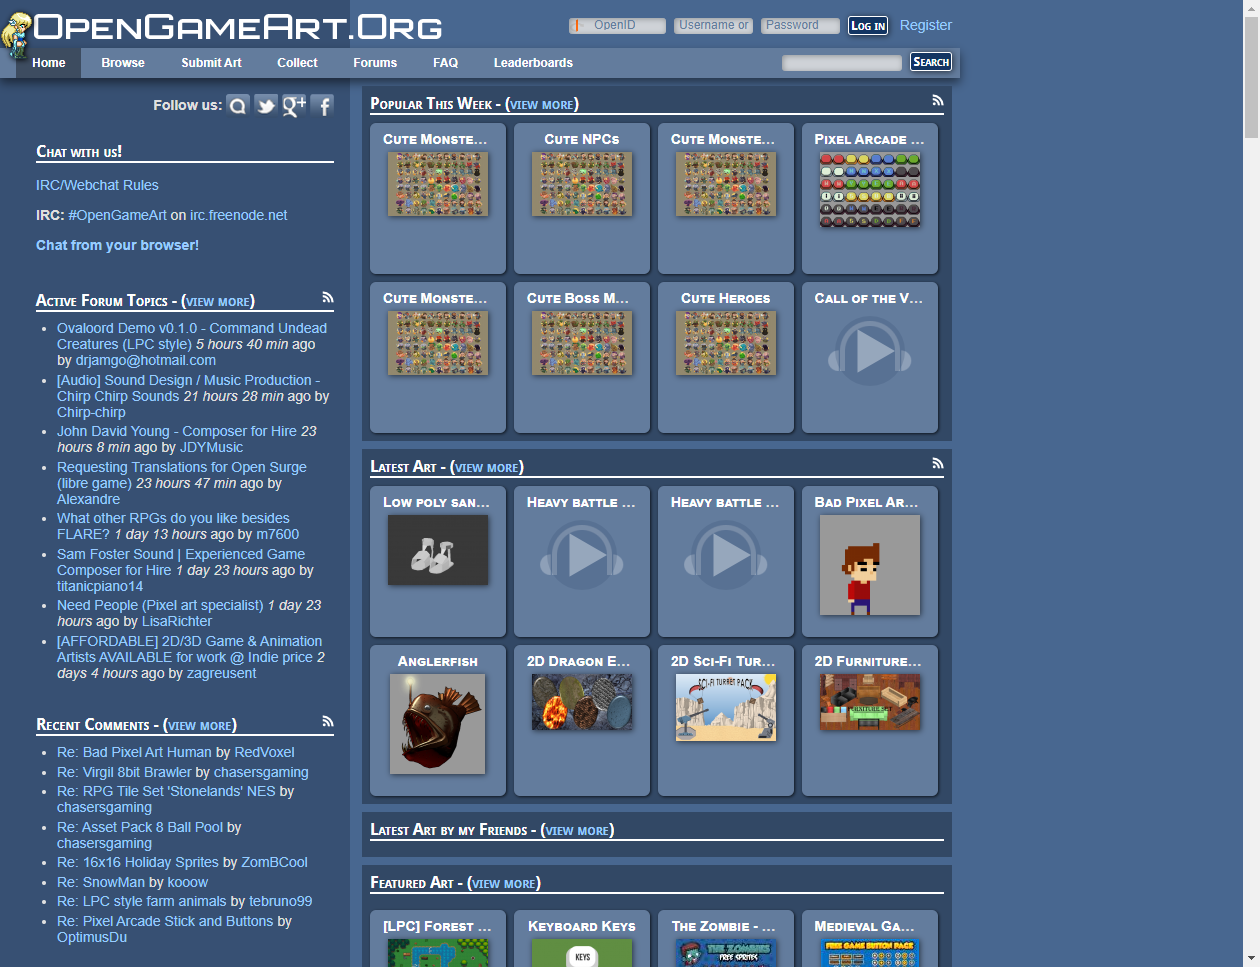 OpenGameArt.Org
OpenID
Username or
Password
Log in
Register
Home
Browse
Submit Art
Collect
Forums
FAQ
Leaderboards
Search
Follow us:
Chat with us!
IRC/Webchat Rules
IRC: #OpenGameArt on irc.freenode.net
Chat from your browser!
Active Forum Topics - (view more)
Ovaloord Demo v0.1.0 - Command Undead
Creatures (LPC style) 5 hours 40 min ago
by drjamgo@hotmail.com
[Audio] Sound Design / Music Production -
Chirp Chirp Sounds 21 hours 28 min ago by
Chirp-chirp
John David Young - Composer for Hire 23
hours 8 min ago by JDYMusic
Requesting Translations for Open Surge
(libre game) 23 hours 47 min ago by
Alexandre
What other RPGs do you like besides
FLARE? 1 day 13 hours ago by m7600
Sam Foster Sound | Experienced Game
Composer for Hire 1 day 23 hours ago by
titanicpiano14
Need People (Pixel art specialist) 1 day 23
hours ago by LisaRichter
[AFFORDABLE] 2D/3D Game & Animation
Artists AVAILABLE for work @ Indie price 2
days 4 hours ago by zagreusent
Recent Comments - (view more)
Re: Bad Pixel Art Human by RedVoxel
Re: Virgil 8bit Brawler by chasersgaming
Re: RPG Tile Set 'Stonelands' NES by
chasersgaming
Re: Asset Pack 8 Ball Pool by
chasersgaming
Re: 16x16 Holiday Sprites by ZomBCool
Re: SnowMan by kooow
Re: LPC style farm animals by tebruno99
Re: Pixel Arcade Stick and Buttons by
OptimusDu
Popular This Week - (view more)
Cute Monste...
Cute NPCs
Cute Monste...
Pixel Arcade ...
Cute Monste...
Cute Boss M...
Cute Heroes
Call of the V...
Latest Art - (view more)
Low poly san...
Heavy battle ...
Heavy battle ...
Bad Pixel Ar...
Anglerfish
2D Dragon E...
2D Sci-Fi Tur...
SCI-FI TURRET PACK
2D Furniture...
FURNITURE SET
Latest Art by my Friends - (view more)
Featured Art - (view more)
[LPC] Forest ...
Keyboard Keys
KEYS
The Zombie - ...
THE ZOMBIES
FREE SPRITES
Medieval Ga...
FREE GAME BUTTON PACK